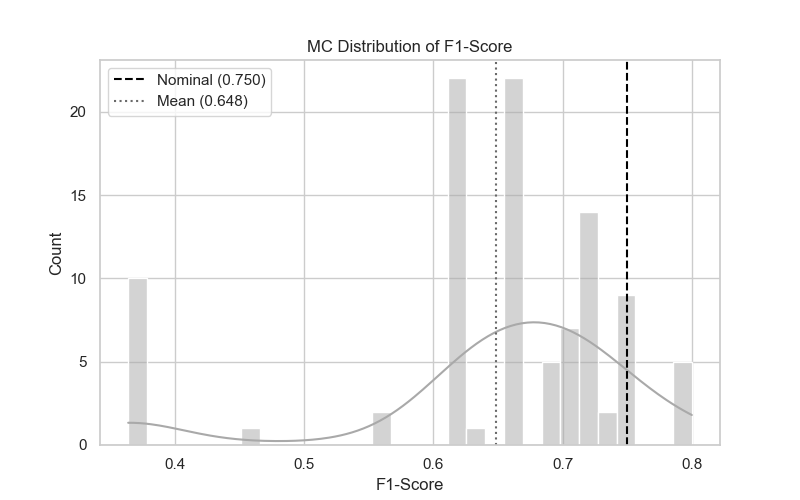 MC Distribution of F1-Score
Nominal (0.750)
Mean (0.648)
20
15
10
5
0
Count
0.4 0.5 0.6 0.7 0.8
F1-Score